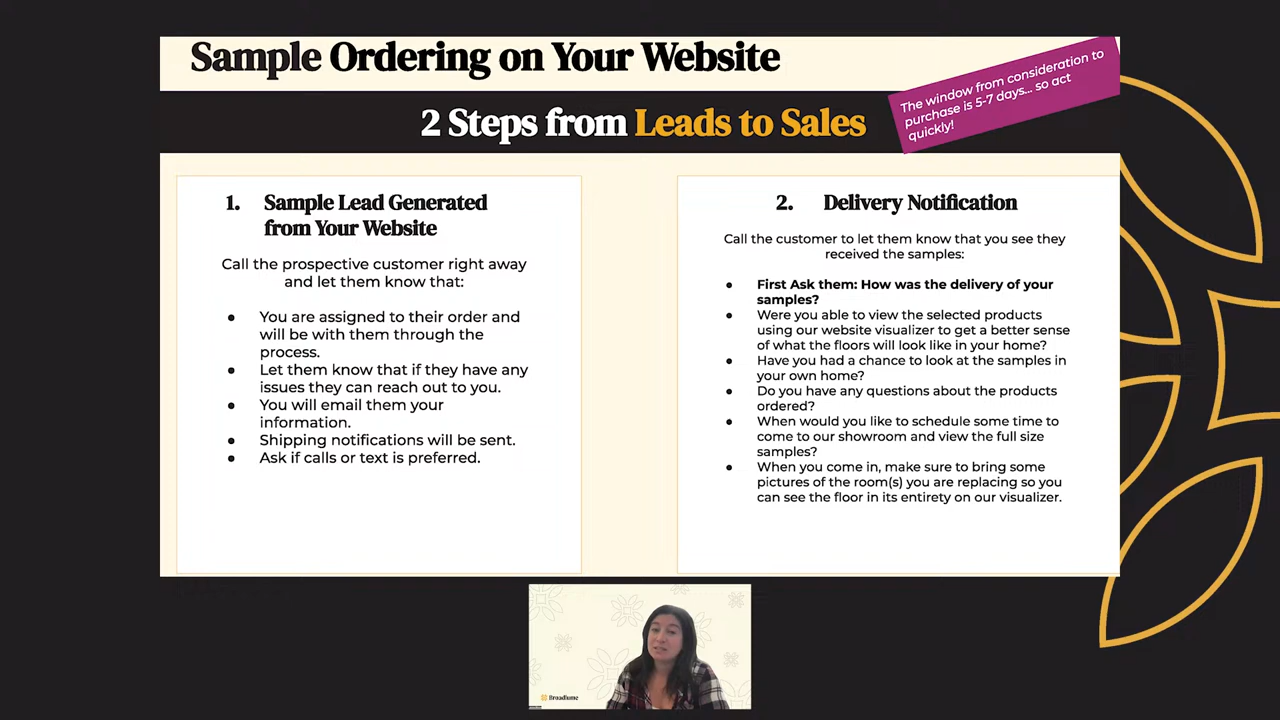 Sample Ordering on Your Website
The window from consideration to
purchase is 5-7 days... so act
quickly!
2 Steps from Leads to Sales
1. Sample Lead Generated
from Your Website
Call the prospective customer right away
and let them know that:
● You are assigned to their order and
will be with them through the
process.
● Let them know that if they have any
issues they can reach out to you.
● You will email them your
information.
● Shipping notifications will be sent.
● Ask if calls or text is preferred.
2. Delivery Notification
Call the customer to let them know that you see they
received the samples:
● First Ask them: How was the delivery of your
samples?
● Were you able to view the selected products
using our website visualizer to get a better sense
of what the floors will look like in your home?
● Have you had a chance to look at the samples in
your own home?
● Do you have any questions about the products
ordered?
● When would you like to schedule some time to
come to our showroom and view the full size
samples?
● When you come in, make sure to bring some
pictures of the room(s) you are replacing so you
can see the floor in its entirety on our visualizer.
Broadlume